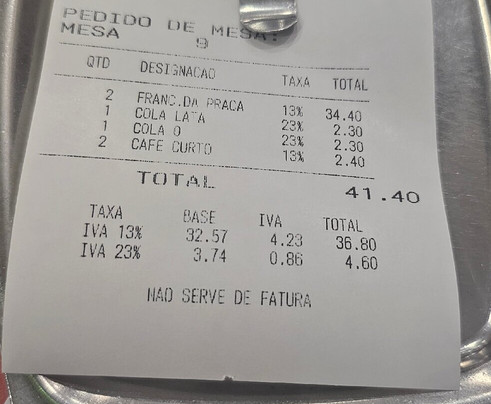 PEDIDO DE MESA:
MESA 9
QTD DESIGNACAO TAXA TOTAL
2 FRANC.DA PRACA 13% 34.40
1 COLA LATA 23% 2.30
1 COLA 0 23% 2.30
2 CAFE CURTO 13% 2.40
TOTAL 41.40
TAXA BASE IVA TOTAL
IVA 13% 32.57 4.23 36.80
IVA 23% 3.74 0.86 4.60
NAO SERVE DE FATURA